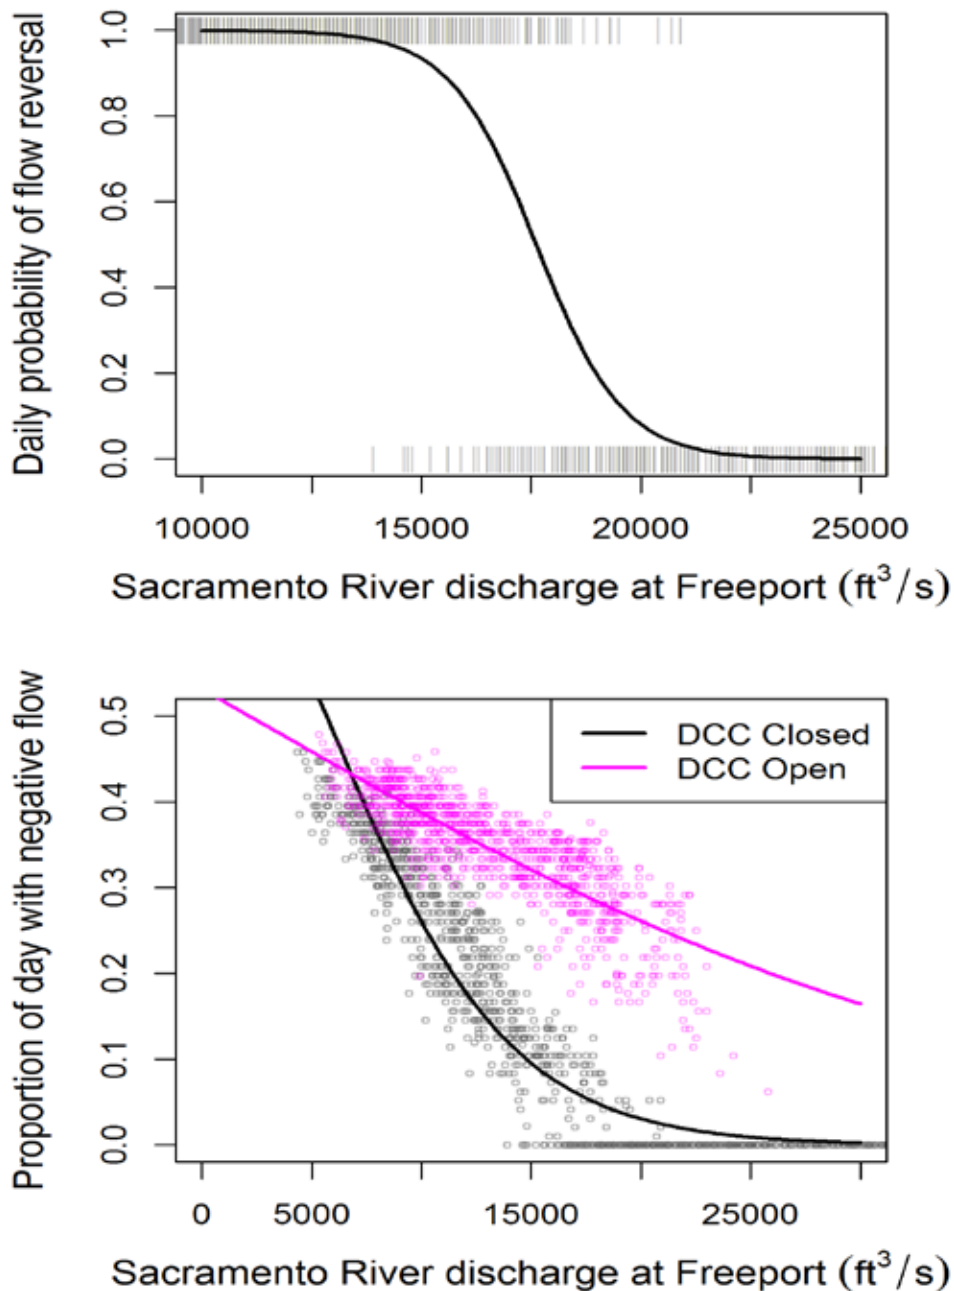 Daily probability of flow reversal
1.0
0.8
0.6
0.4
0.2
0.0
10000 15000 20000 25000
Sacramento River discharge at Freeport (ft³/s)
Proportion of day with negative flow
0.5
0.4
0.3
0.2
0.1
0.0
DCC Closed
DCC Open
0 5000 15000 25000
Sacramento River discharge at Freeport (ft³/s)